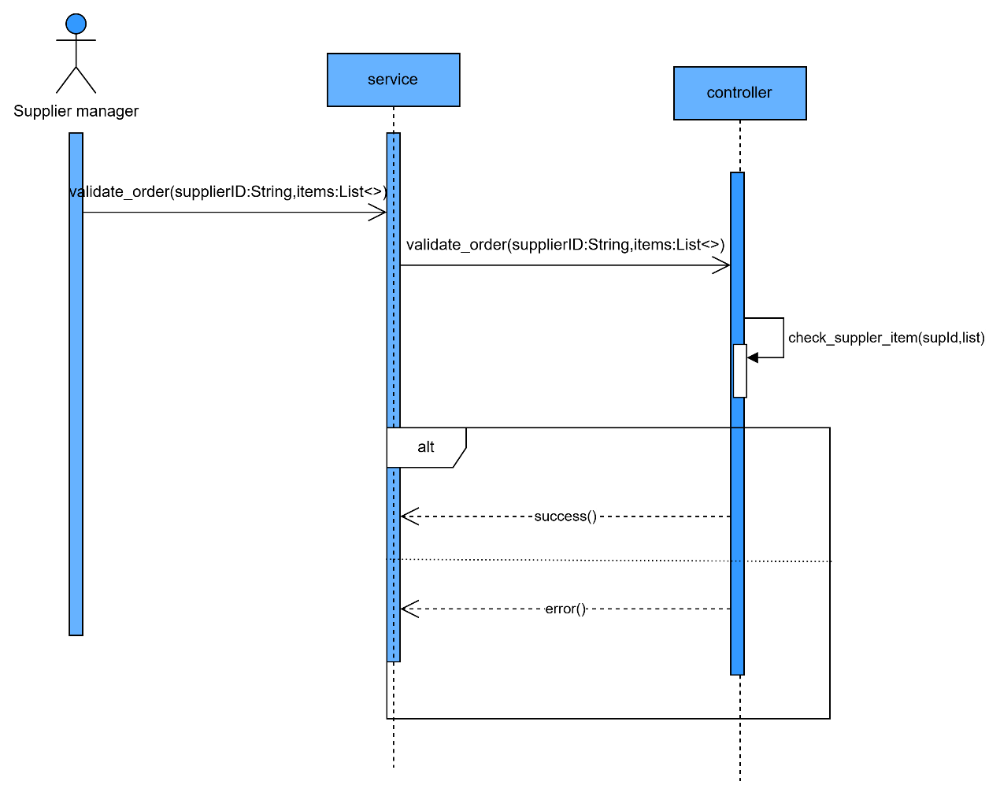 Supplier manager
service
controller
validate_order(supplierID:String,items:List<>)
validate_order(supplierID:String,items:List<>)
check_suppler_item(supId,list)
alt
success()
error()